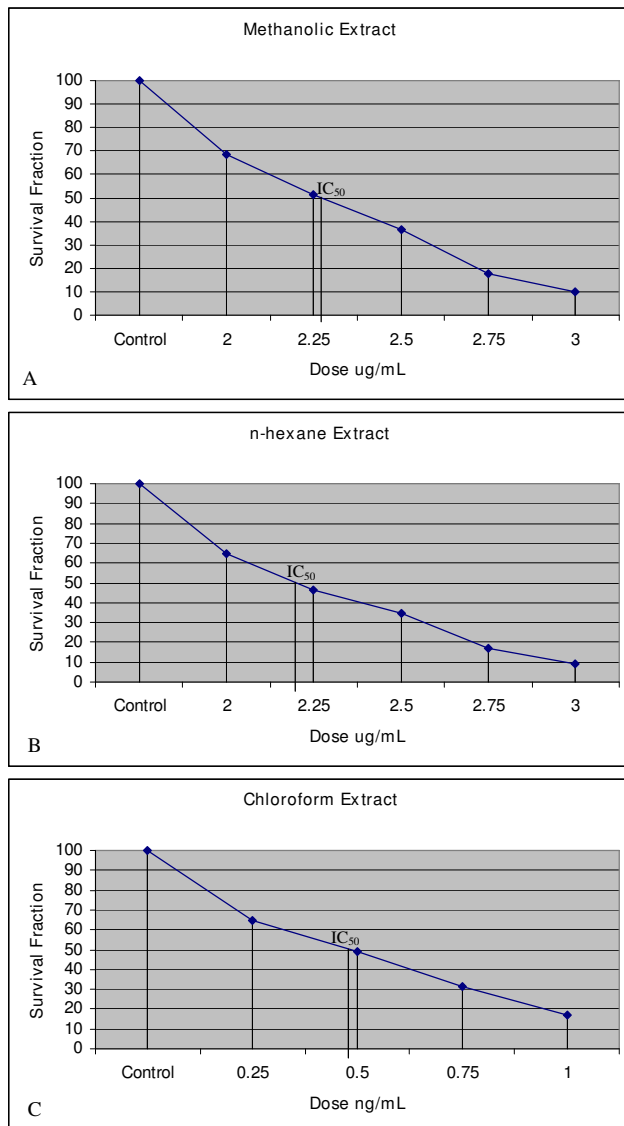 Methanolic Extract
Survival Fraction
100
90
80
70
60
50
40
30
20
10
0
IC50
Control 2 2.25 2.5 2.75 3
Dose ug/mL
A
n-hexane Extract
Survival Fraction
100
90
80
70
60
50
40
30
20
10
0
IC50
Control 2 2.25 2.5 2.75 3
Dose ug/mL
B
Chloroform Extract
Survival Fraction
100
90
80
70
60
50
40
30
20
10
0
IC50
Control 0.25 0.5 0.75 1
Dose ng/mL
C